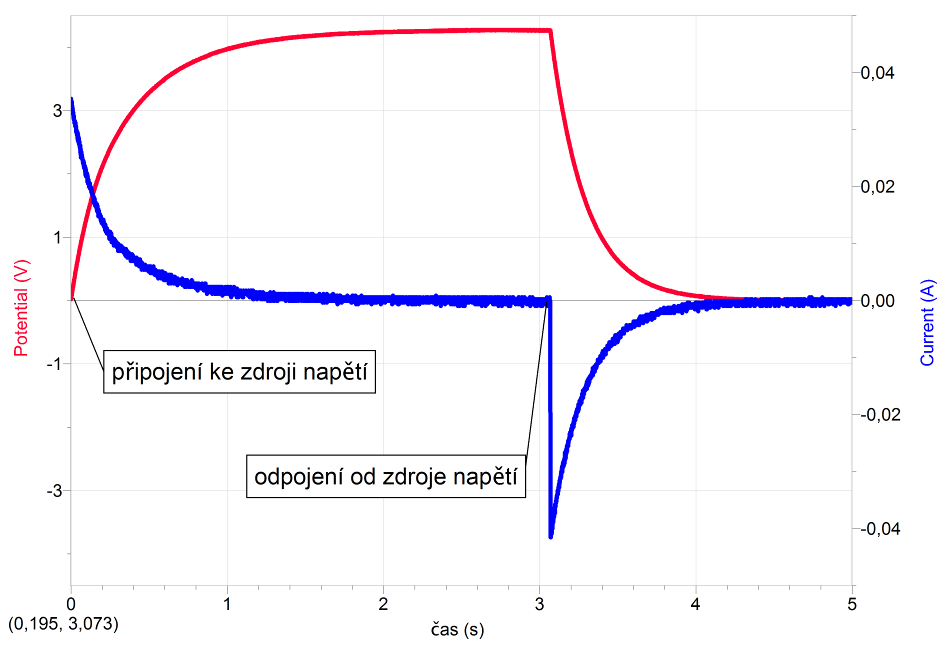 3
1
-1
-3
Potential (V)
0,04
0,02
0,00
-0,02
-0,04
Current (A)
připojení ke zdroji napětí
odpojení od zdroje napětí
0 1 2 3 4 5
(0,195, 3,073)
čas (s)